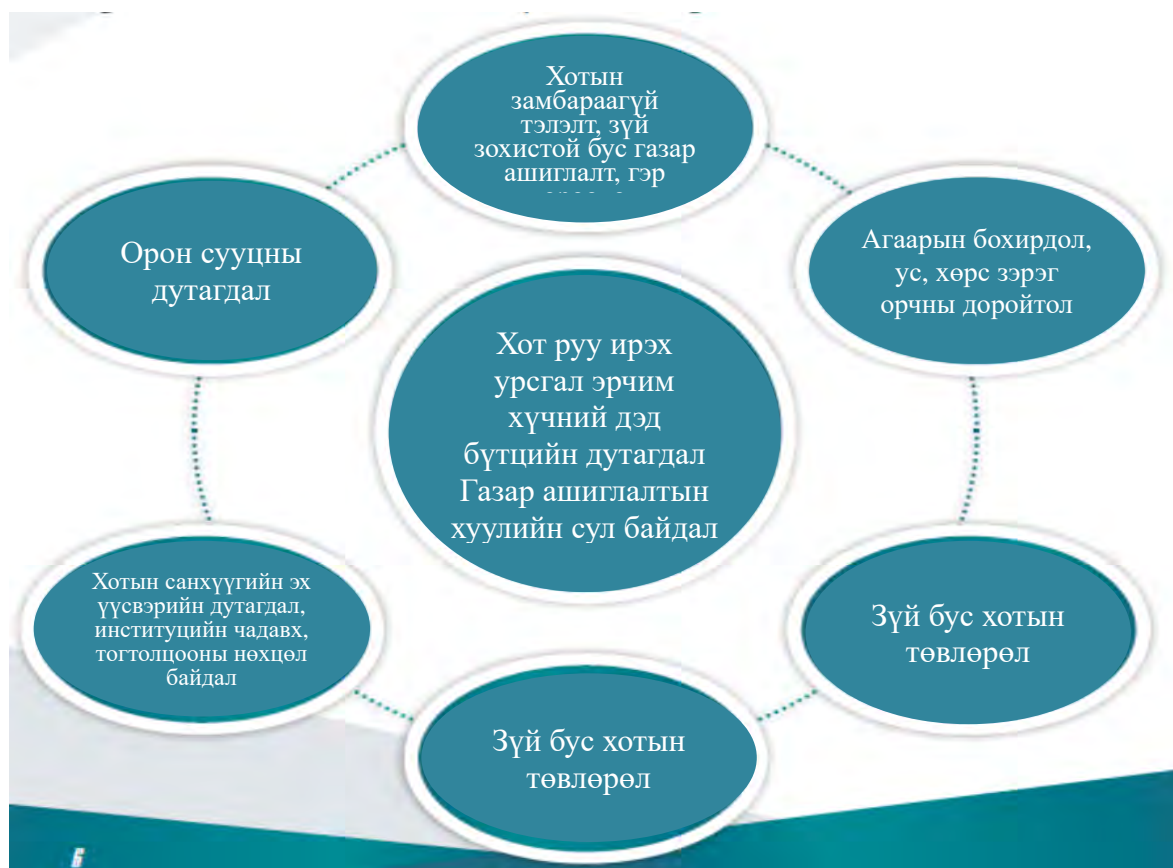 Хотын
замбараагүй
тэлэлт, зүй
зохистой бус газар
ашиглалт, гэр
Агаарын бохирдол,
ус, хөрс зэрэг
орчны доройтол
Зүй бус хотын
төвлөрөл
Зүй бус хотын
төвлөрөл
Хотын санхүүгийн эх
үүсвэрийн дутагдал,
институцийн чадавх,
тогтолцооны нөхцөл
байдал
Орон сууцны
дутагдал
Хот руу ирэх
урсгал эрчим
хүчний дэд
бүтцийн дутагдал
Газар ашиглалтын
хуулийн сул байдал
6